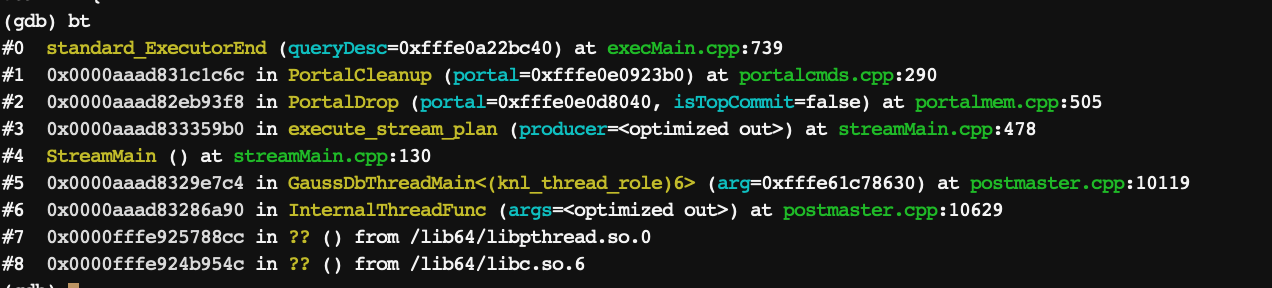 (gdb) bt
#0  standard_ExecutorEnd (queryDesc=0xfffe0a22bc40) at execMain.cpp:739
#1  0x0000aaad831c1c6c in PortalCleanup (portal=0xfffe0e0923b0) at portalcmds.cpp:290
#2  0x0000aaad82eb93f8 in PortalDrop (portal=0xfffe0e0d8040, isTopCommit=false) at portalmem.cpp:505
#3  0x0000aaad833359b0 in execute_stream_plan (producer=<optimized out>) at streamMain.cpp:478
#4  StreamMain () at streamMain.cpp:130
#5  0x0000aaad8329e7c4 in GaussDbThreadMain<(knl_thread_role)6> (arg=0xfffe61c78630) at postmaster.cpp:10119
#6  0x0000aaad83286a90 in InternalThreadFunc (args=<optimized out>) at postmaster.cpp:10629
#7  0x0000fffe925788cc in ?? () from /lib64/libpthread.so.0
#8  0x0000fffe924b954c in ?? () from /lib64/libc.so.6